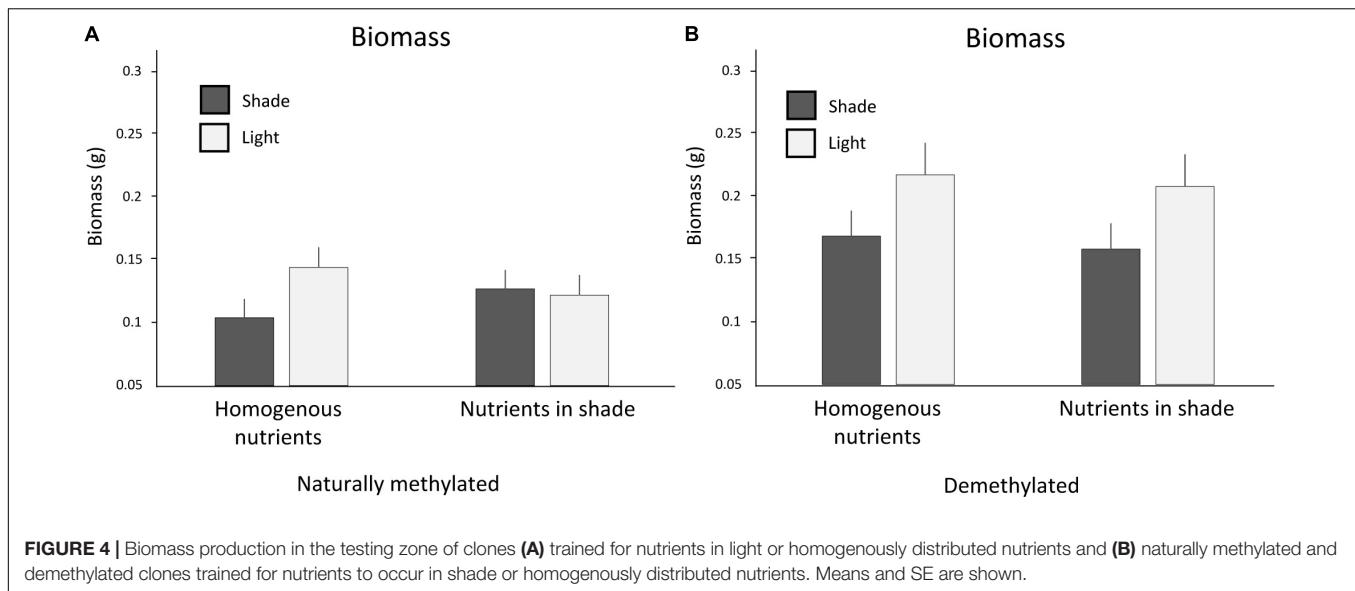 A
Biomass
0.3
0.25
0.2
0.15
0.1
0.05
Biomass (g)
Shade
Light
Homogenous
nutrients
Nutrients in shade
Naturally methylated
B
Biomass
0.3
0.25
0.2
0.15
0.1
0.05
Biomass (g)
Shade
Light
Homogenous
nutrients
Nutrients in shade
Demethylated
FIGURE 4 | Biomass production in the testing zone of clones (A) trained for nutrients in light or homogenously distributed nutrients and (B) naturally methylated and
demethylated clones trained for nutrients to occur in shade or homogenously distributed nutrients. Means and SE are shown.